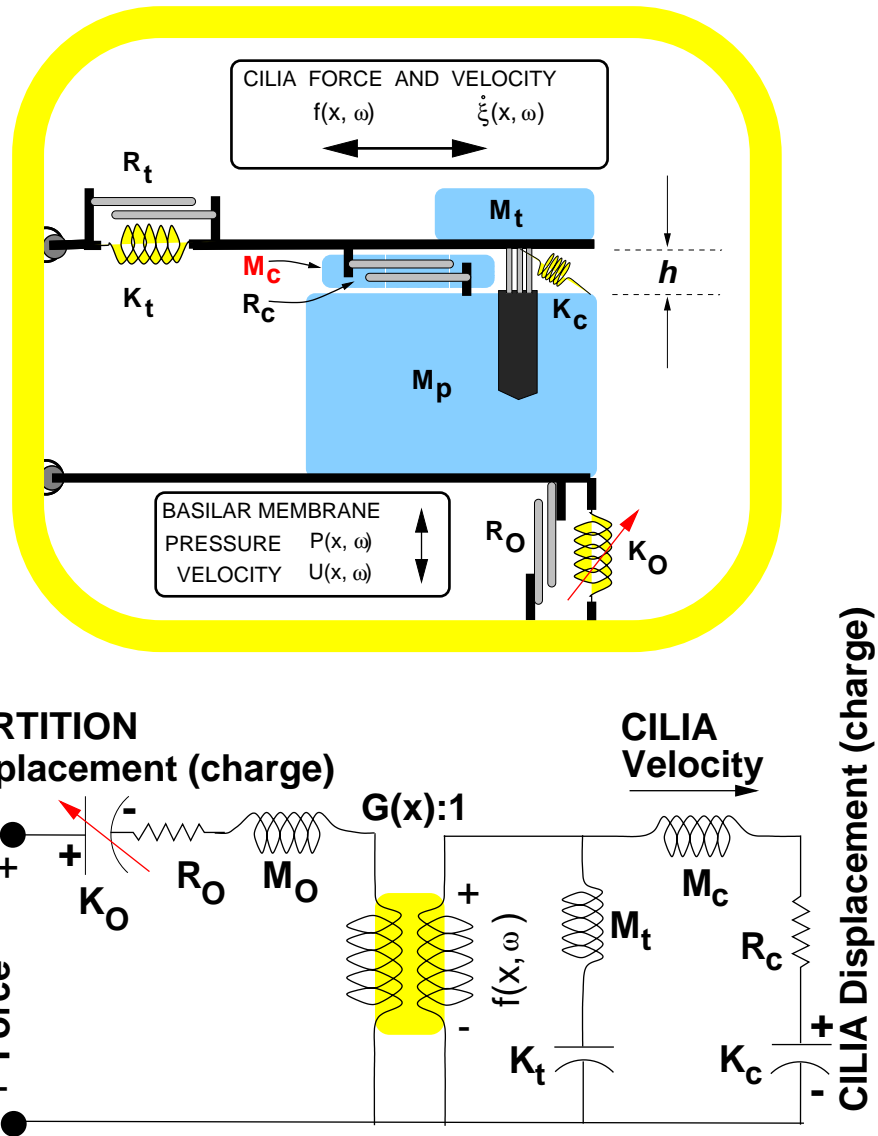 CILIA FORCE AND VELOCITY
f(x, ω) ξ̊(x, ω)
R_t
M_t
M_c
h
K_t
R_c
K_c
M_p
BASILAR MEMBRANE
PRESSURE P(x, ω)
VELOCITY U(x, ω)
R_O
K_O
RTITION
placement (charge)
CILIA
Velocity
G(x):1
+
-
+
K_O
R_O
M_O
+
f(x, ω)
-
M_t
K_t
M_c
R_c
K_c
+
-
CILIA Displacement (charge)